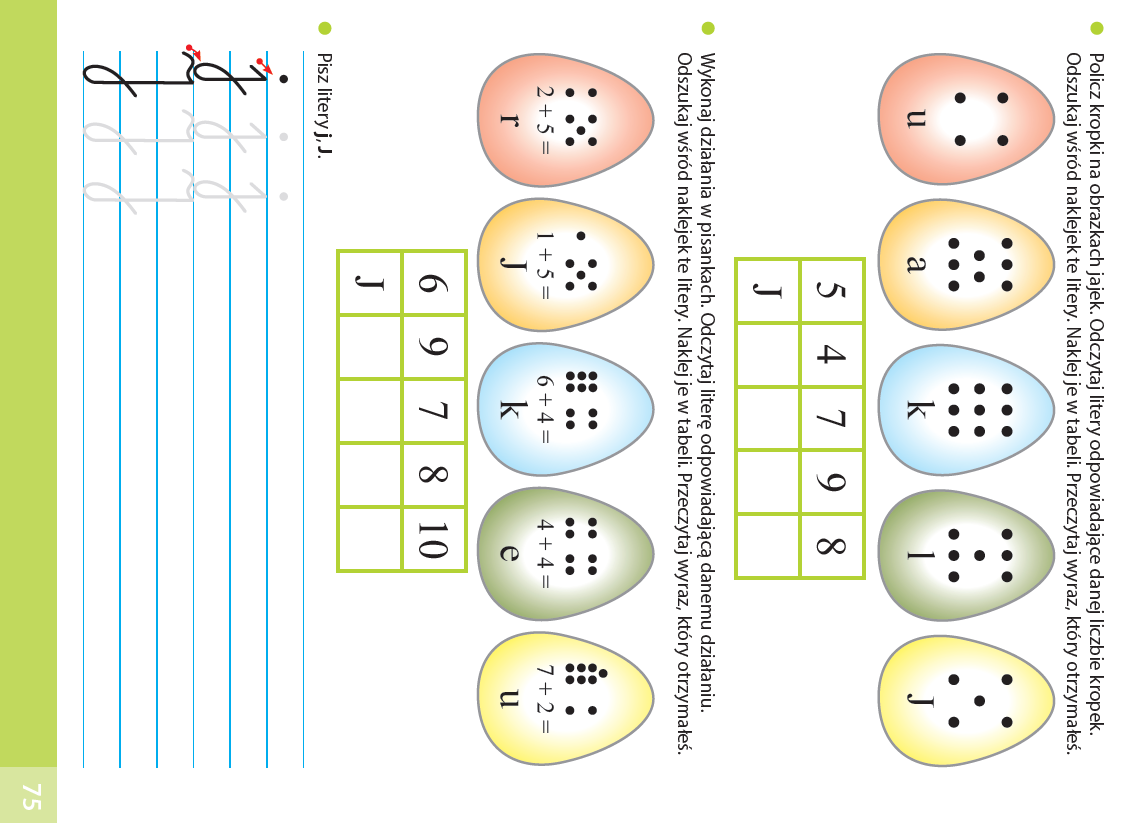 Policz kropki na obrazkach jajek. Odczytaj litery odpowiadające danej liczbie kropek.
Odszukaj wśród naklejek te litery. Naklej je w tabeli. Przeczytaj wyraz, który otrzymałeś.
u a k l J
5 4 7 9 8
J
Wykonaj działania w pisankach. Odczytaj literę odpowiadającą danemu działaniu.
Odszukaj wśród naklejek te litery. Naklej je w tabeli. Przeczytaj wyraz, który otrzymałeś.
2 + 5 = 1 + 5 = 6 + 4 = 4 + 4 = 7 + 2 =
r J k e u
6 9 7 8 10
J
Pisz litery j, J.
j j j
J J J
75